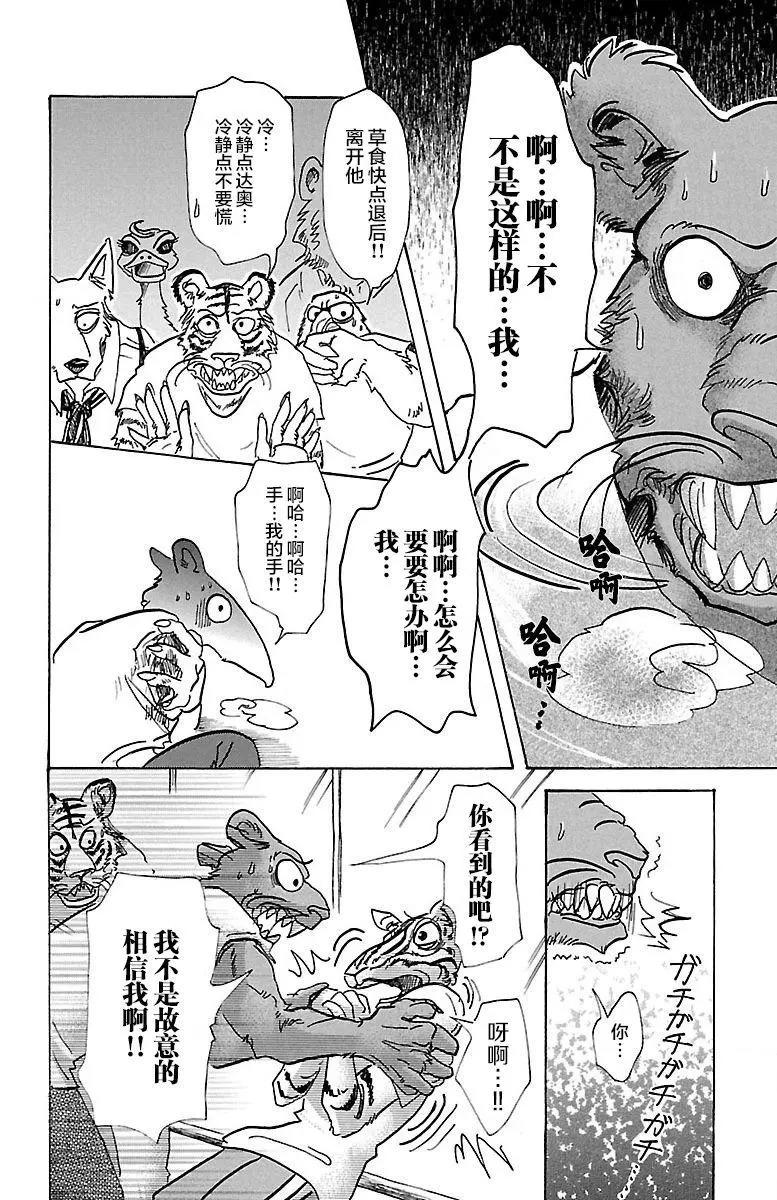 啊…啊…不
不是这样的…我…
草食快点退后!!
离开他
冷…
冷静点达奥…
冷静点不要慌
哈啊
哈啊…
啊啊…怎么会
要要怎办啊
我…
啊哈…啊哈…
手…我的手!!
ガチガチガチガチガチ…
你…
你看到的吧!?
呀啊…!!
我不是故意的
相信我啊!!